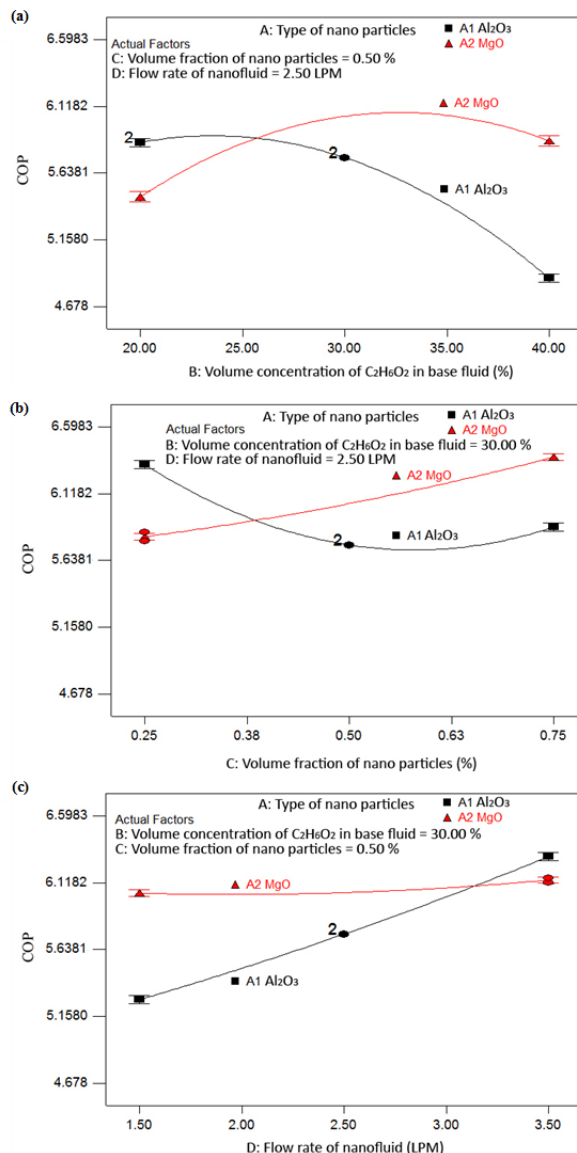 (a)
A: Type of nano particles
A1 Al₂O₃
A2 MgO
Actual Factors
C: Volume fraction of nano particles = 0.50 %
D: Flow rate of nanofluid = 2.50 LPM
6.5983
6.1182
5.6381
5.1580
4.678
COP
A2 MgO
2
2
A1 Al₂O₃
20.00
25.00
30.00
35.00
40.00
B: Volume concentration of C₂H₆O₂ in base fluid (%)
(b)
A: Type of nano particles
A1 Al₂O₃
A2 MgO
Actual Factors
B: Volume concentration of C₂H₆O₂ in base fluid = 30.00 %
D: Flow rate of nanofluid = 2.50 LPM
6.5983
6.1182
5.6381
5.1580
4.678
COP
A2 MgO
2
A1 Al₂O₃
0.25
0.38
0.50
0.63
0.75
C: Volume fraction of nano particles (%)
(c)
A: Type of nano particles
A1 Al₂O₃
A2 MgO
Actual Factors
B: Volume concentration of C₂H₆O₂ in base fluid = 30.00 %
C: Volume fraction of nano particles = 0.50 %
6.5983
6.1182
5.6381
5.1580
4.678
COP
A2 MgO
2
A1 Al₂O₃
1.50
2.00
2.50
3.00
3.50
D: Flow rate of nanofluid (LPM)